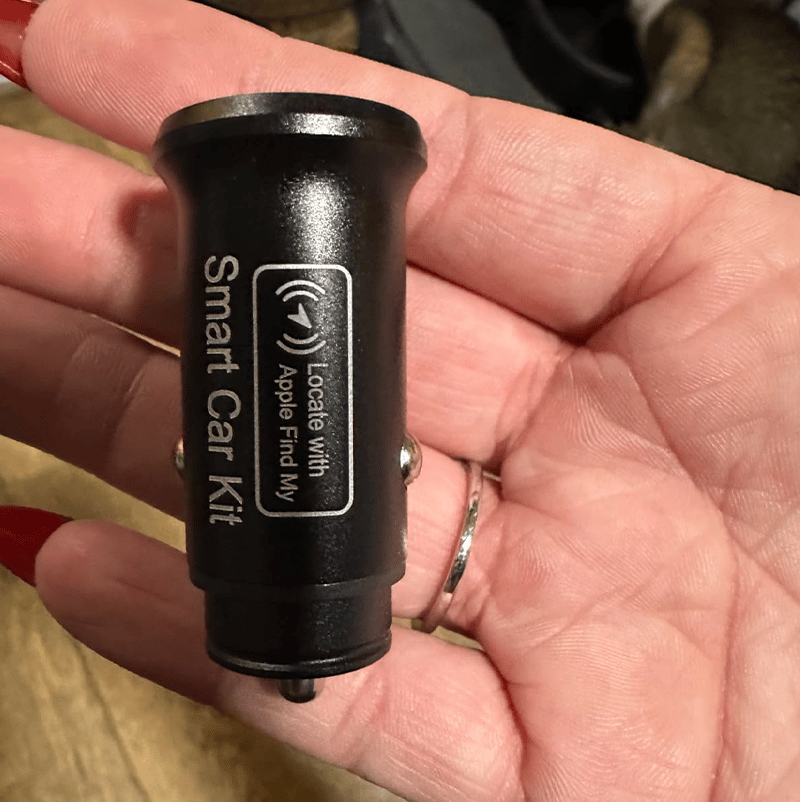 Smart Car Kit
Locate with
Apple Find My